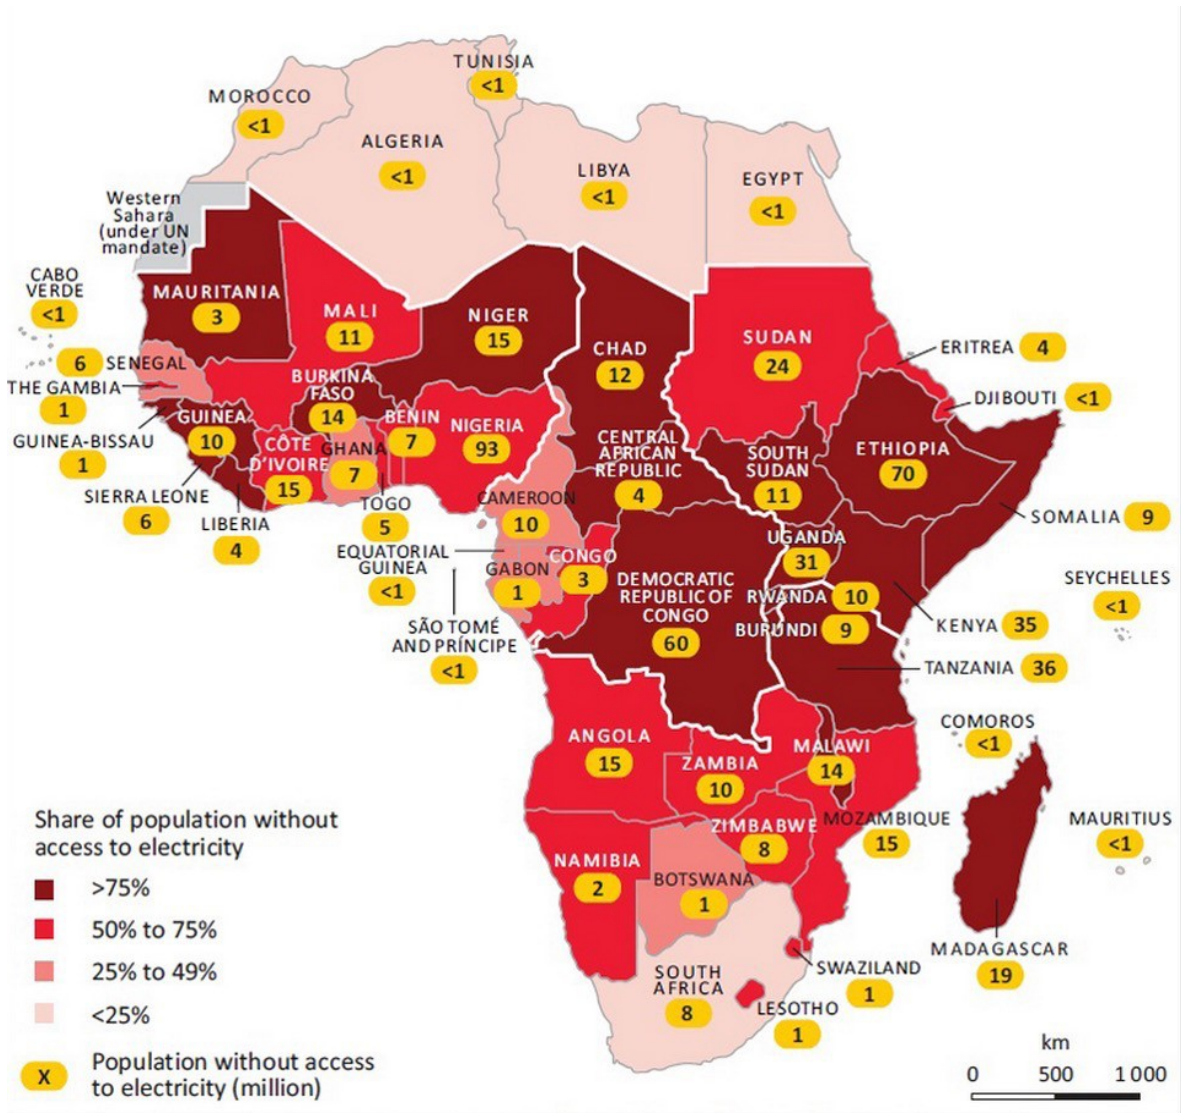 TUNISIA
<1
MOROCCO
<1
ALGERIA
<1
LIBYA
<1
EGYPT
<1
Western
Sahara
(under UN
mandate)
CABO
VERDE
<1
MAURITANIA
3
MALI
11
NIGER
15
CHAD
12
SUDAN
24
ERITREA 4
6 SENEGAL
THE GAMBIA
1
BURKINA
FASO
14
DJIBOUTI <1
GUINEA-BISSAU
1
GUINEA
10
CÔTE
D'IVOIRE
15
GHANA
7
BENIN
7
NIGERIA
93
CENTRAL
AFRICAN
REPUBLIC
4
SOUTH
SUDAN
11
ETHIOPIA
70
SIERRA LEONE
6
LIBERIA
4
TOGO
5
CAMEROON
10
SOMALIA 9
EQUATORIAL
GUINEA
<1
GABON
1
CONGO
3
DEMOCRATIC
REPUBLIC OF
CONGO
60
UGANDA
31
RWANDA 10
BURUNDI 9
SEYCHELLES
<1
KENYA 35
SÃO TOMÉ
AND PRÍNCIPE
<1
TANZANIA 36
COMOROS
<1
ANGOLA
15
ZAMBIA
10
MALAWI
14
MOZAMBIQUE
15
ZIMBABWE
8
MAURITIUS
<1
NAMIBIA
2
BOTSWANA
1
MADAGASCAR
19
SOUTH
AFRICA
8
SWAZILAND
1
LESOTHO
1
Share of population without
access to electricity
>75%
50% to 75%
25% to 49%
<25%
X Population without access
to electricity (million)
km
0 500 1 000